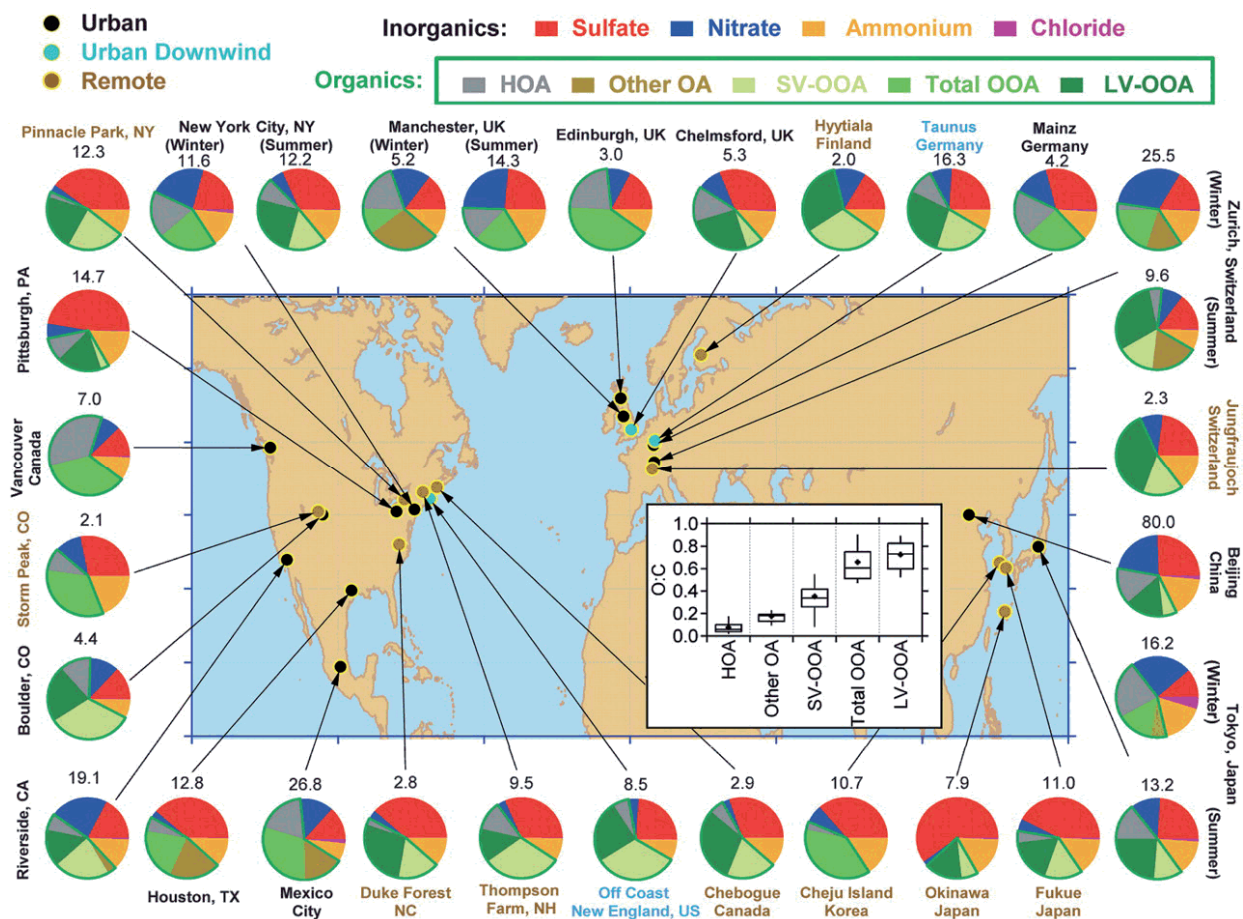 Urban
Urban Downwind
Remote
Inorganics: Sulfate Nitrate Ammonium Chloride
Organics: HOA Other OA SV-OOA Total OOA LV-OOA
Pinnacle Park, NY
12.3
New York City, NY
(Winter) (Summer)
11.6 12.2
Manchester, UK
(Winter) (Summer)
5.2 14.3
Edinburgh, UK
3.0
Chelmsford, UK
5.3
Hyytiala
Finland
2.0
Taunus
Germany
16.3
Mainz
Germany
4.2
25.5
Zurich, Switzerland
(Winter) (Summer)
9.6
Pittsburgh, PA
14.7
Vancouver
Canada
7.0
Storm Peak, CO
2.1
Boulder, CO
4.4
Jungfraujoch
Switzerland
2.3
Beijing
China
80.0
16.2
Tokyo, Japan
(Winter) (Summer)
13.2
O:C
1.0
0.8
0.6
0.4
0.2
0.0
HOA
Other OA
SV-OOA
Total OOA
LV-OOA
Riverside, CA
19.1
12.8
Houston, TX
26.8
Mexico
City
2.8
Duke Forest
NC
9.5
Thompson
Farm, NH
8.5
Off Coast
New England, US
2.9
Chebogue
Canada
10.7
Cheju Island
Korea
7.9
Okinawa
Japan
11.0
Fukue
Japan